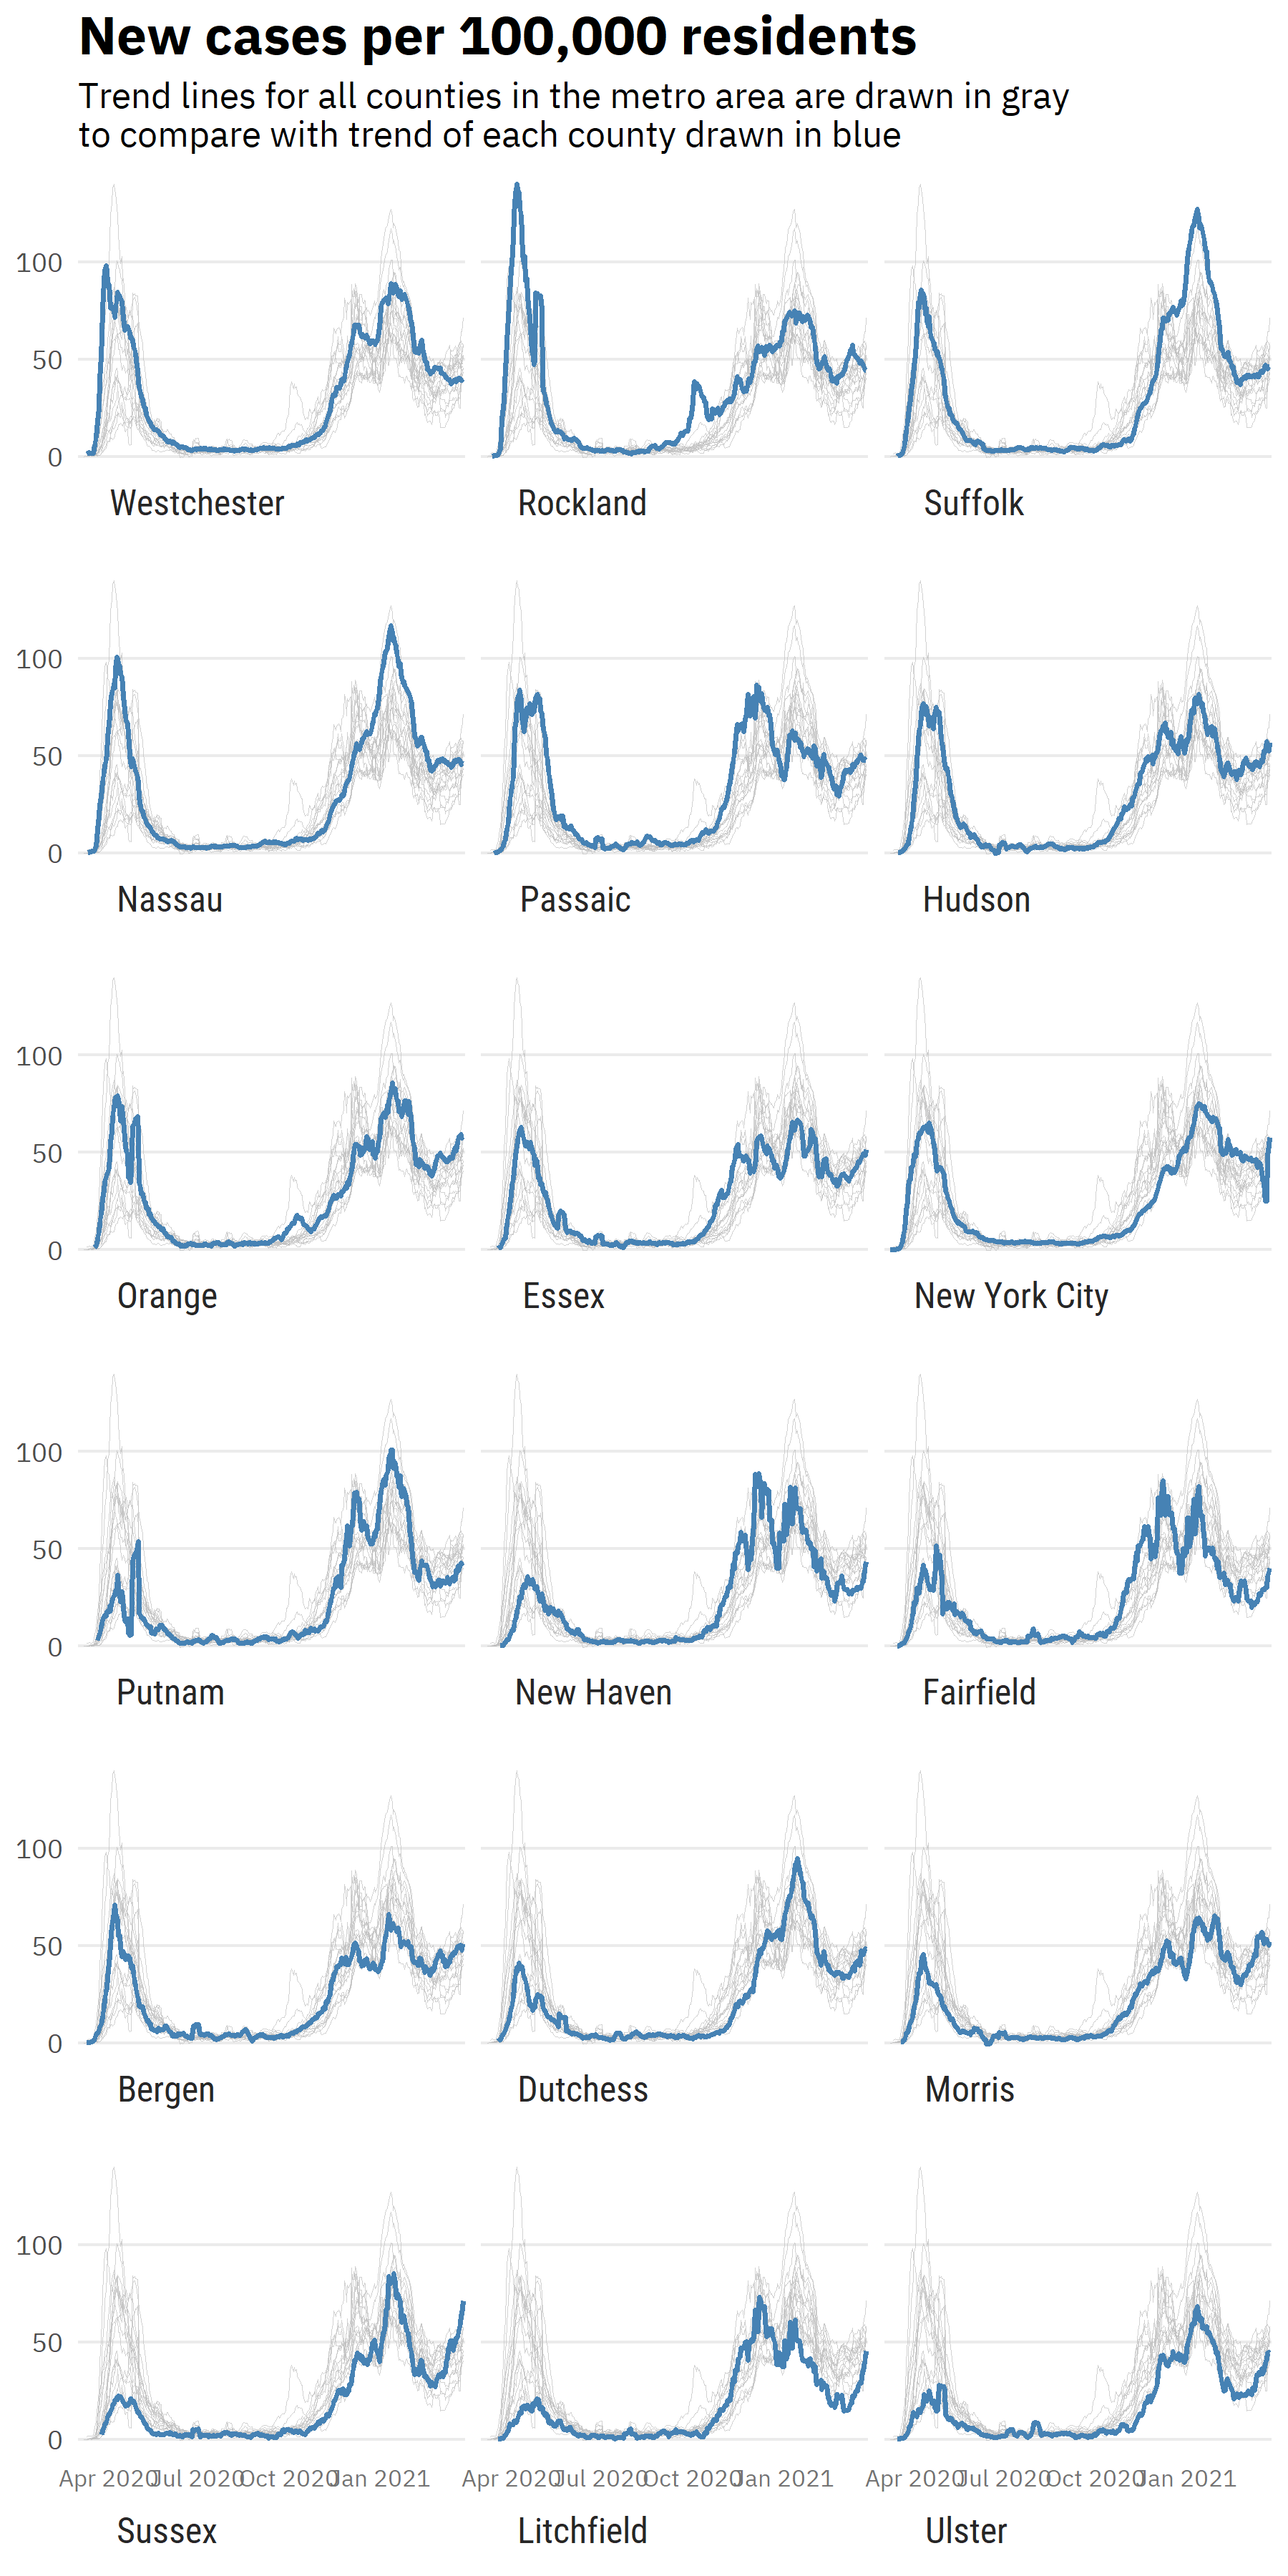 New cases per 100,000 residents
Trend lines for all counties in the metro area are drawn in gray
to compare with trend of each county drawn in blue
100
50
0
Westchester Rockland Suffolk
100
50
0
Nassau Passaic Hudson
100
50
0
Orange Essex New York City
100
50
0
Putnam New Haven Fairfield
100
50
0
Bergen Dutchess Morris
100
50
0
Apr 2020 Jul 2020 Oct 2020 Jan 2021 Apr 2020 Jul 2020 Oct 2020 Jan 2021 Apr 2020 Jul 2020 Oct 2020 Jan 2021
Sussex Litchfield Ulster